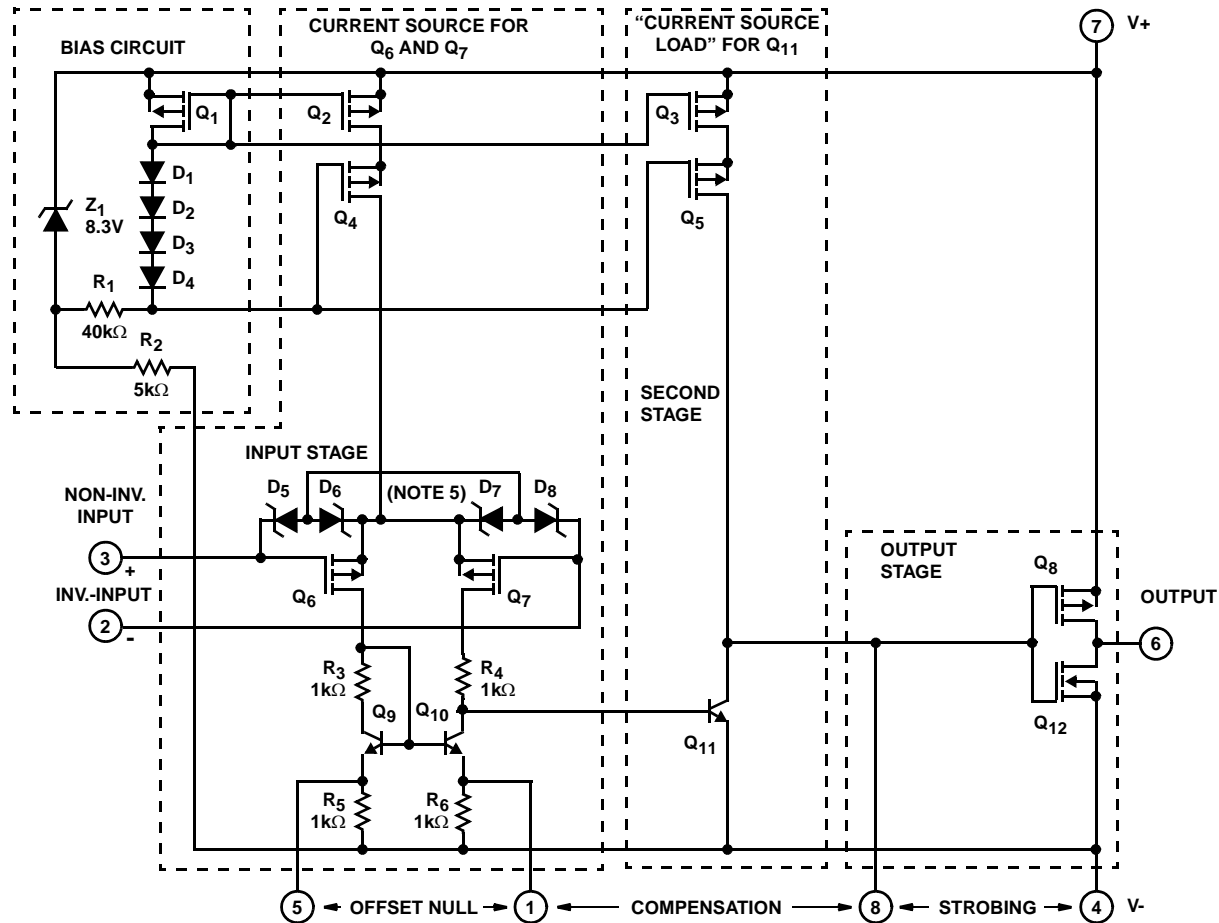 BIAS CIRCUIT
CURRENT SOURCE FOR
Q6 AND Q7
“CURRENT SOURCE
LOAD” FOR Q11
7 V+
Q1
Q2
Q3
D1
D2
D3
D4
Z1
8.3V
Q4
Q5
R1
40kΩ
R2
5kΩ
SECOND
STAGE
INPUT STAGE
D5
D6
(NOTE 5)
D7
D8
NON-INV.
INPUT
3
+
INV.-INPUT
2
-
Q6
Q7
OUTPUT
STAGE
Q8
OUTPUT
6
Q12
R3
1kΩ
R4
1kΩ
Q9
Q10
Q11
R5
1kΩ
R6
1kΩ
5 OFFSET NULL 1 COMPENSATION 8 STROBING 4 V-